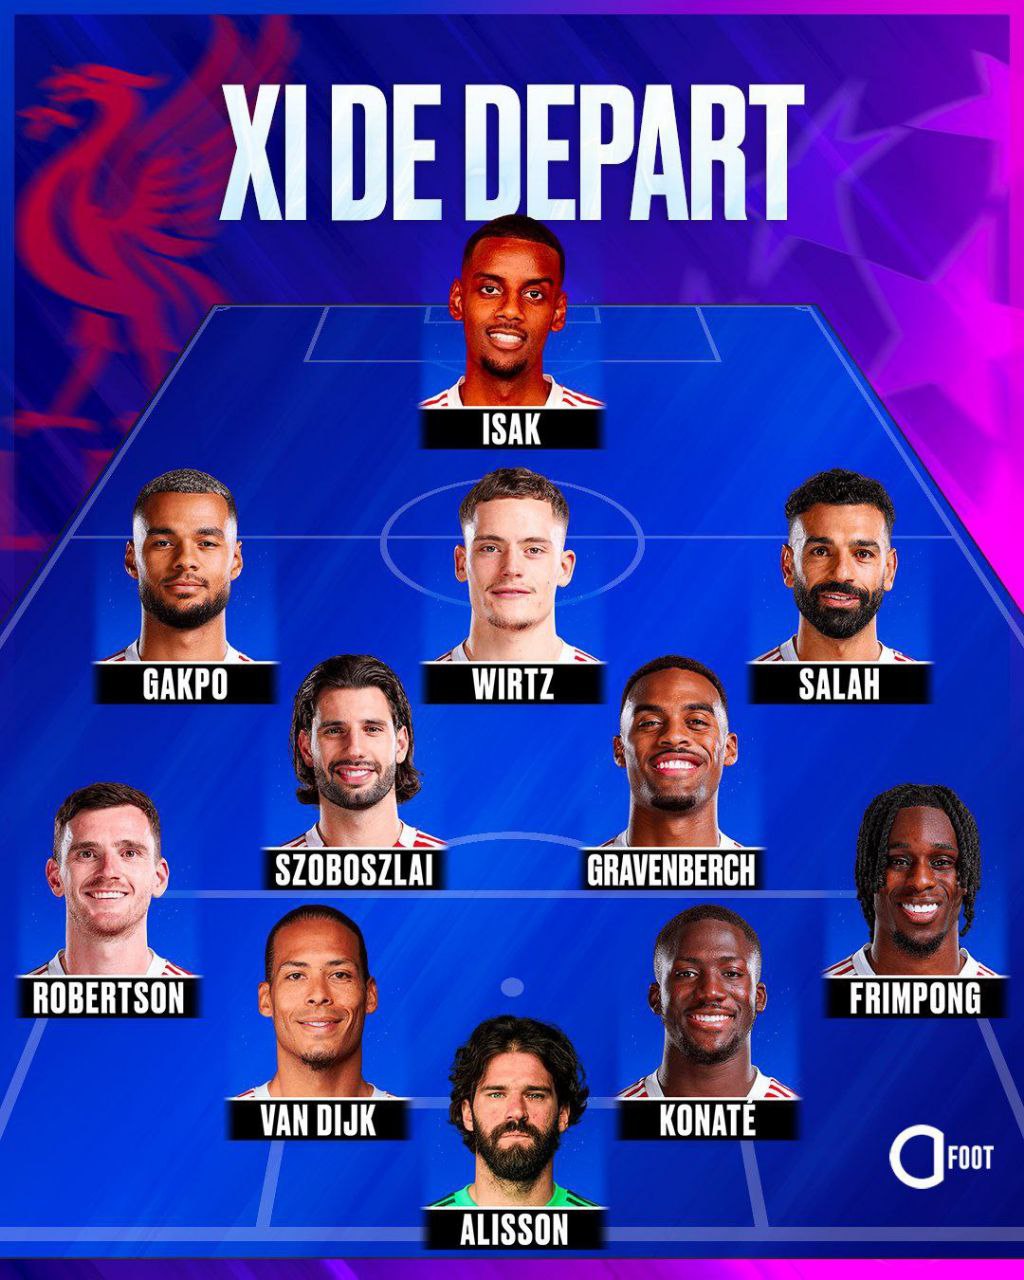 XI DE DEPART
ISAK
GAKPO
WIRTZ
SALAH
SZOBOSZLAI
GRAVENBERCH
ROBERTSON
FRIMPONG
VAN DIJK
KONATÉ
ALISSON
FOOT